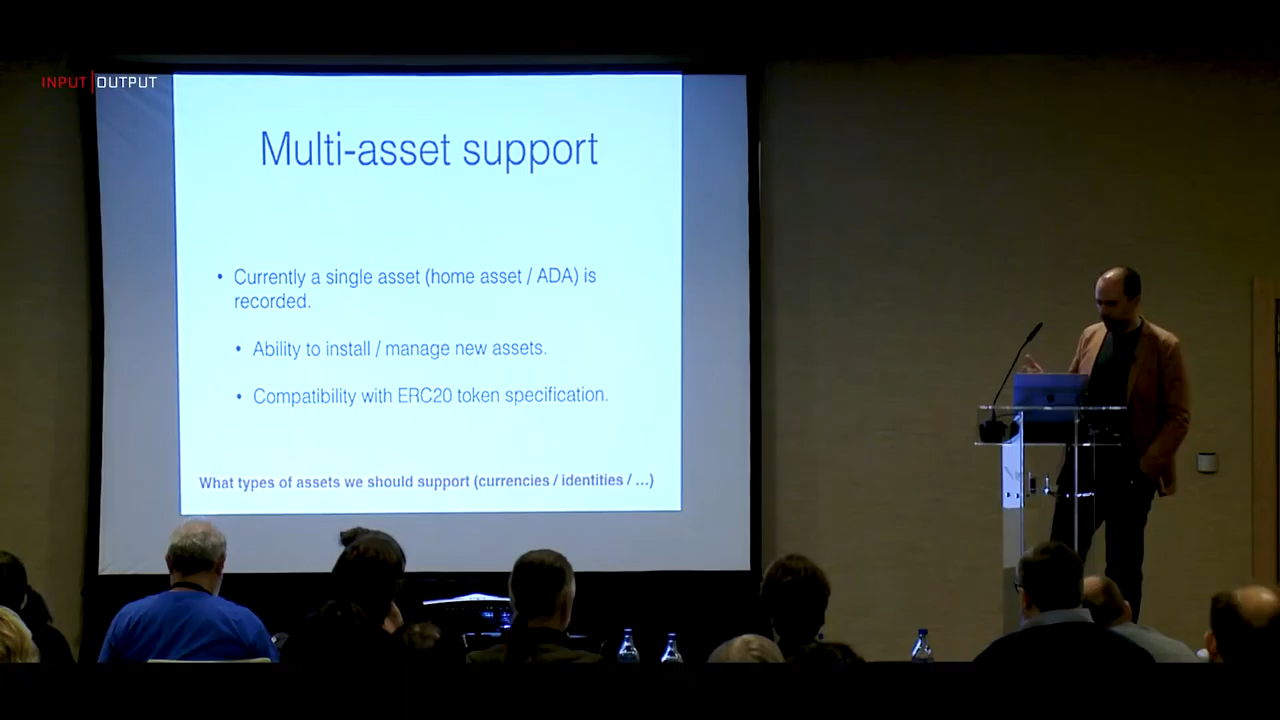 INPUT|OUTPUT
Multi-asset support
• Currently a single asset (home asset / ADA) is
recorded.
• Ability to install / manage new assets.
• Compatibility with ERC20 token specification.
What types of assets we should support (currencies / identities / ...)